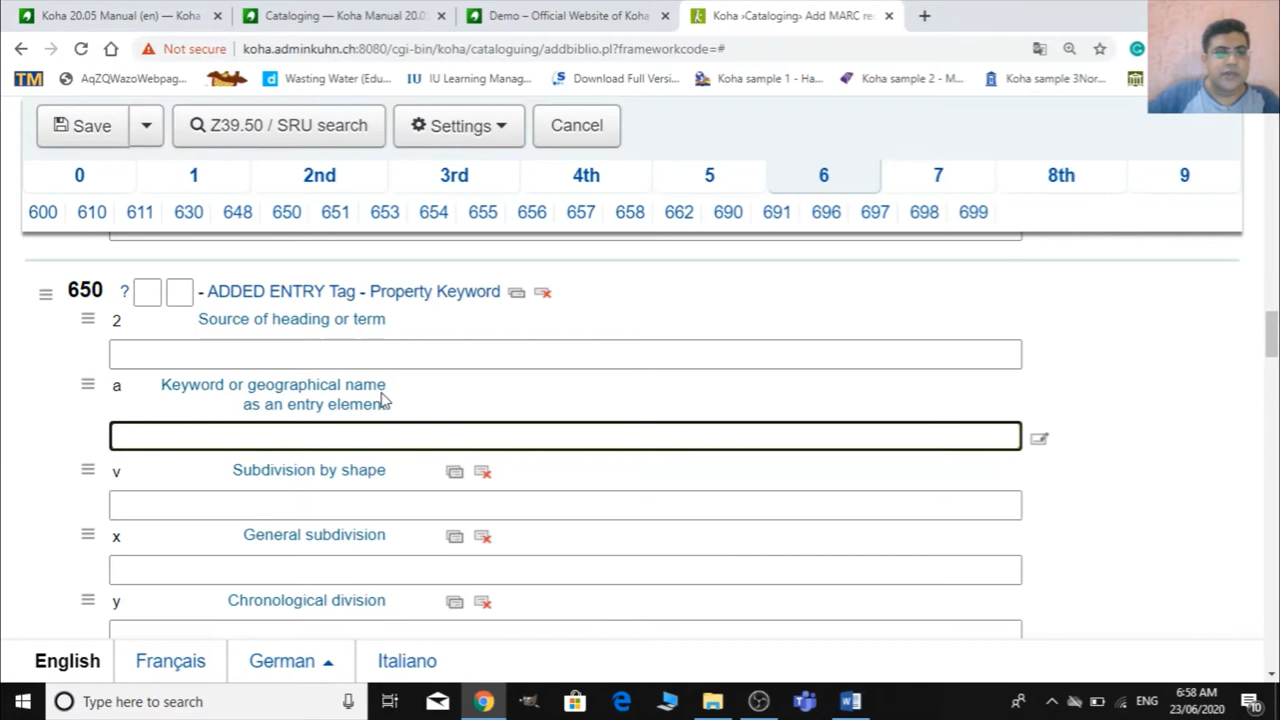 Koha 20.05 Manual (en) — Koha
Cataloging — Koha Manual 20.0
Demo – Official Website of Koha
Koha ›Cataloging› Add MARC re
Not secure
koha.adminkuhn.ch:8080/cgi-bin/koha/cataloguing/addbiblio.pl?frameworkcode=#
TM
AqZQWazoWebpag...
Wasting Water (Edu...
IU
IU Learning Manag...
Download Full Versi...
Koha sample 1 - Ha...
Koha sample 2 - M...
Koha sample 3Nor...
Save
Z39.50 / SRU search
Settings
Cancel
0 1 2nd 3rd 4th 5 6 7 8th 9
600 610 611 630 648 650 651 653 654 655 656 657 658 662 690 691 696 697 698 699
650 ? - ADDED ENTRY Tag - Property Keyword
2 Source of heading or term
a Keyword or geographical name
as an entry element
v Subdivision by shape
x General subdivision
y Chronological division
English Français German Italiano
Type here to search
ENG
6:58 AM
23/06/2020
10